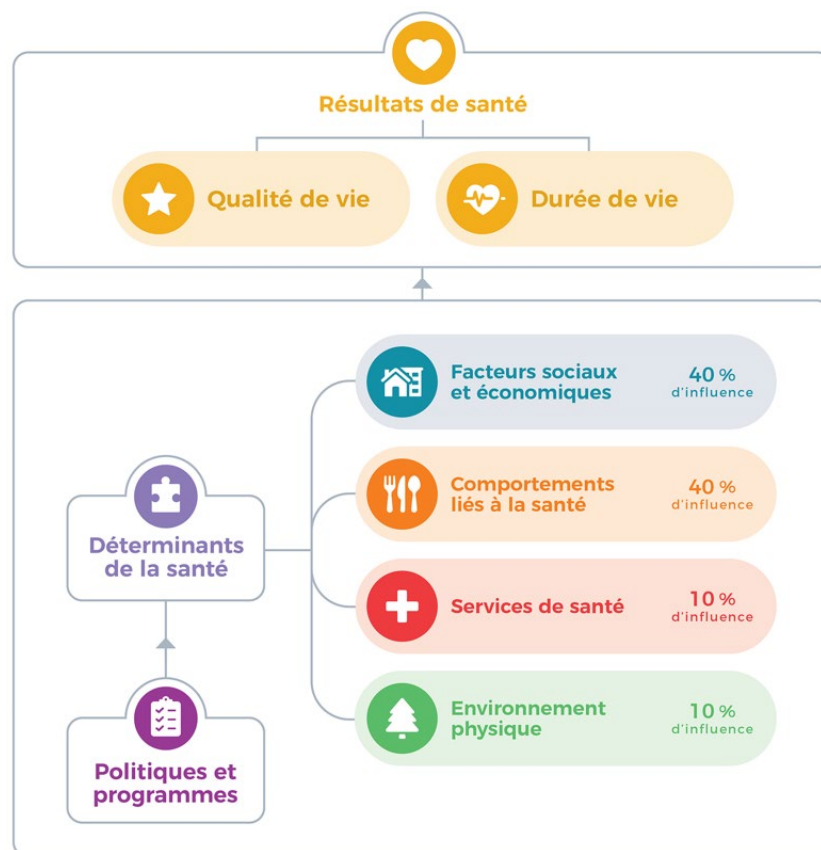 Résultats de santé
Qualité de vie
Durée de vie
Facteurs sociaux
et économiques
40 %
d'influence
Comportements
liés à la santé
40 %
d'influence
Déterminants
de la santé
Services de santé
10 %
d'influence
Environnement
physique
10 %
d'influence
Politiques et
programmes